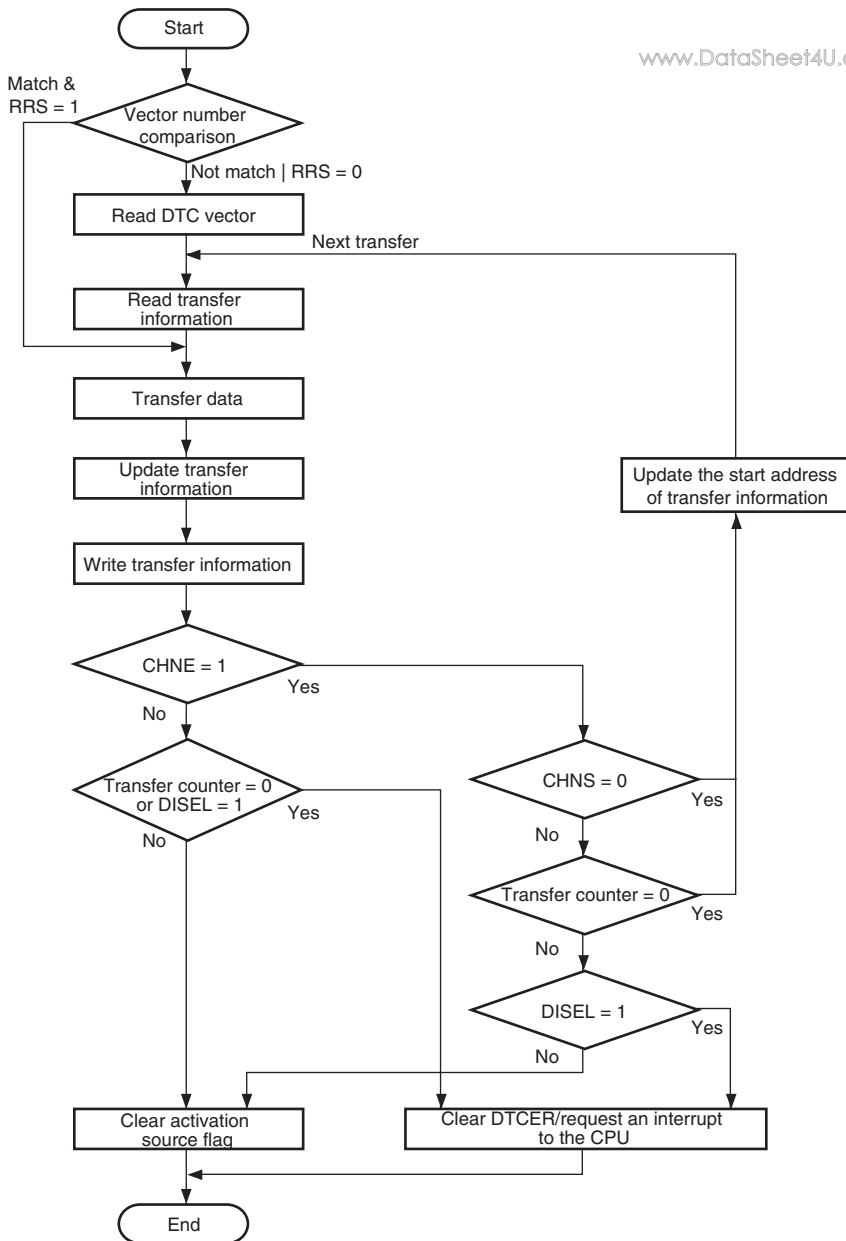 Start
www.DataSheet4U.c
Match &
RRS = 1
Vector number
comparison
Not match | RRS = 0
Read DTC vector
Next transfer
Read transfer
information
Transfer data
Update transfer
information
Update the start address
of transfer information
Write transfer information
CHNE = 1
Yes
No
Transfer counter = 0
or DISEL = 1
Yes
No
CHNS = 0
Yes
No
Transfer counter = 0
Yes
No
DISEL = 1
Yes
No
Clear activation
source flag
Clear DTCER/request an interrupt
to the CPU
End